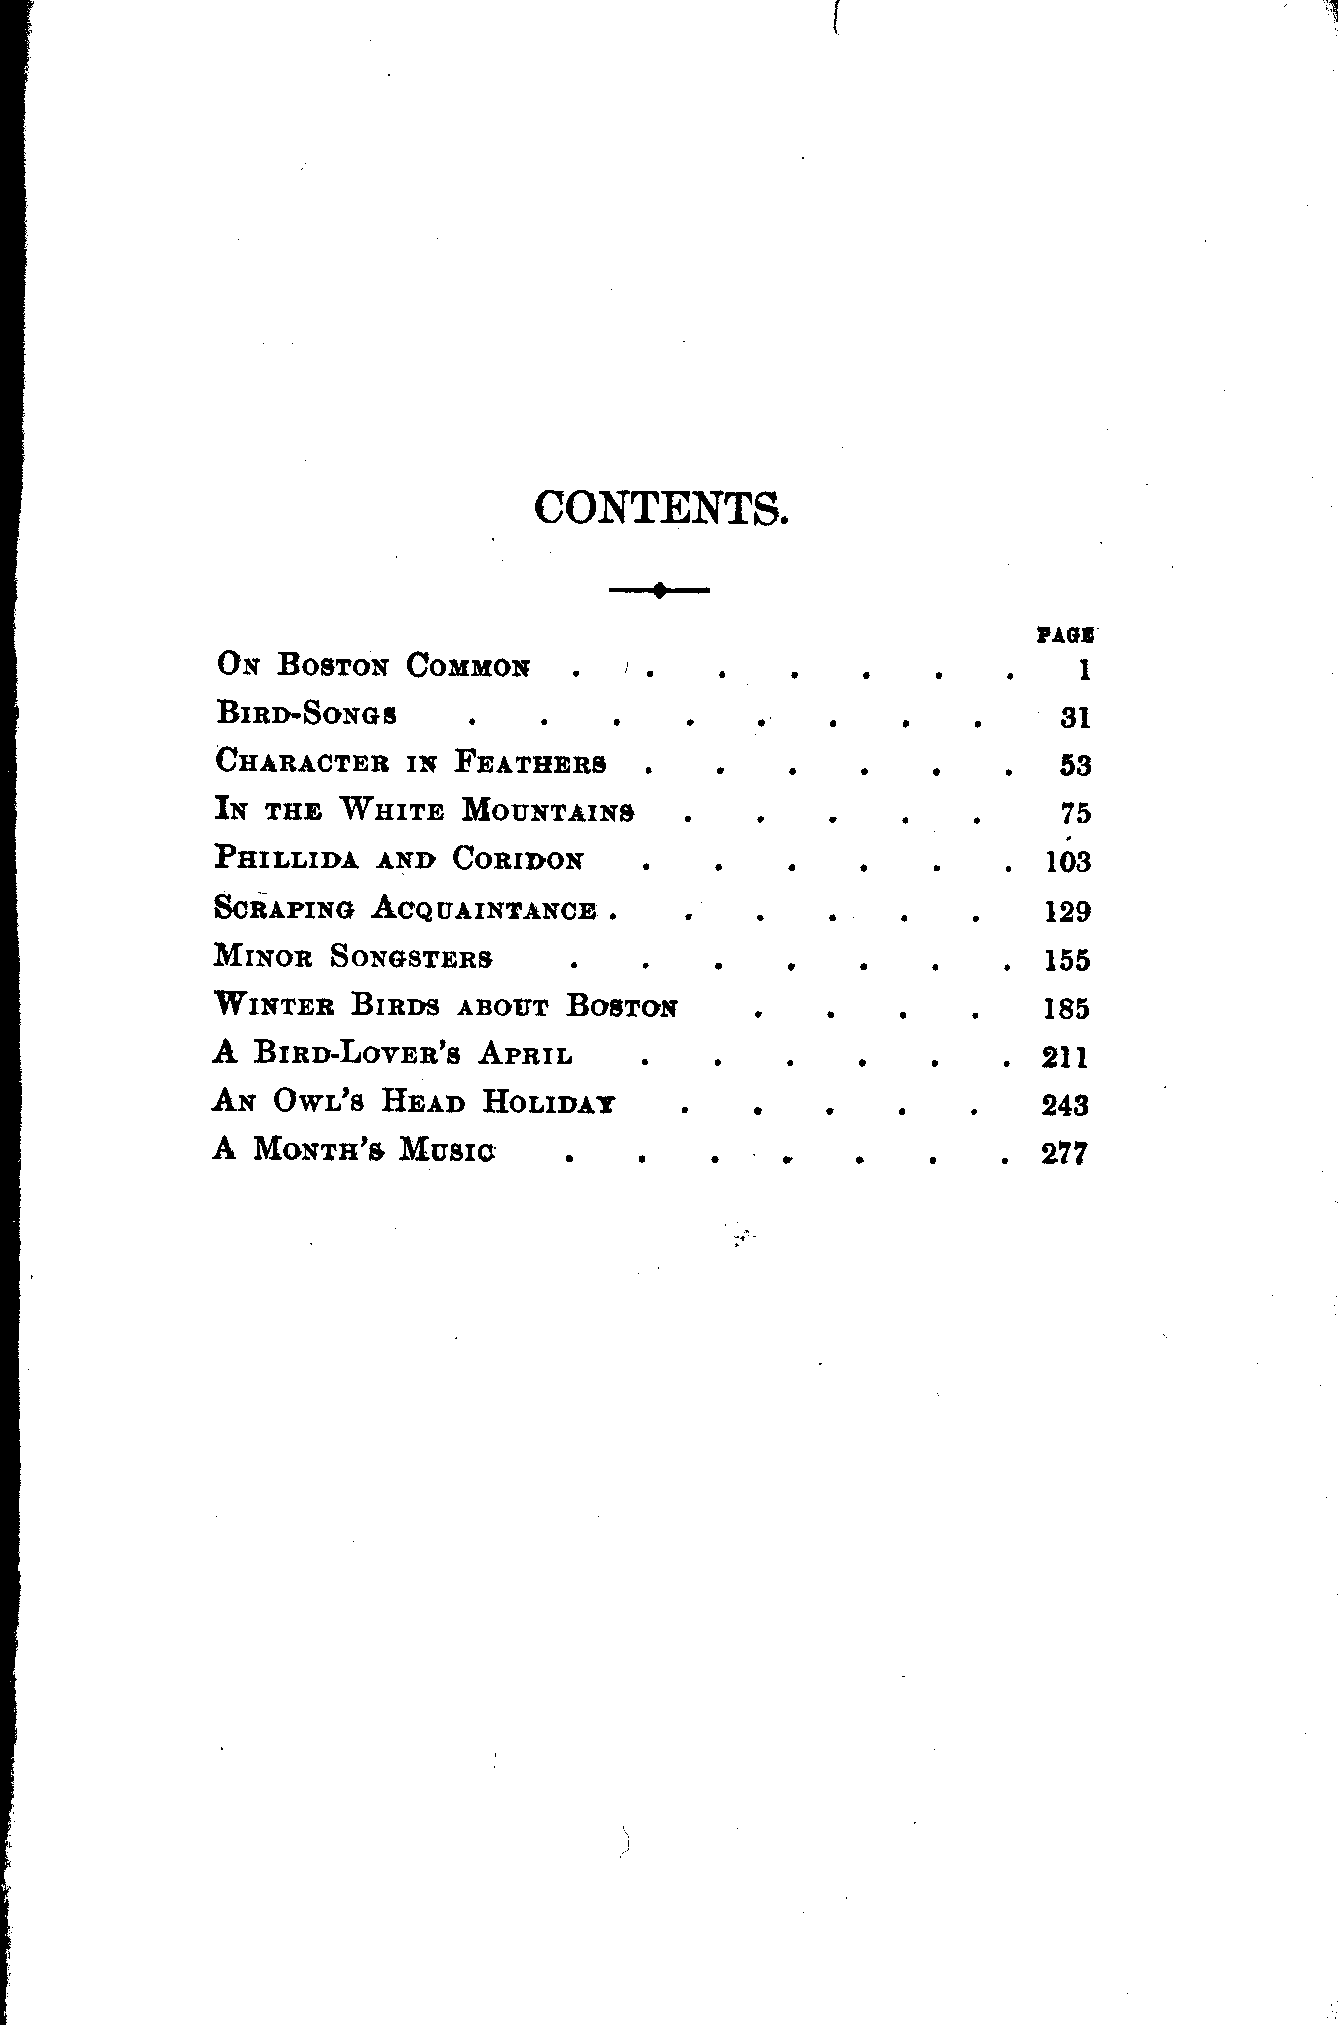 CONTENTS.
PAGE
ON BOSTON COMMON . . . . . . . 1
BIRD-SONGS . . . . . . . . 31
CHARACTER IN FEATHERS . . . . . . 53
IN THE WHITE MOUNTAINS . . . . . 75
PHILLIDA AND CORIDON . . . . . . 103
SCRAPING ACQUAINTANCE . . . . . . 129
MINOR SONGSTERS . . . . . . . 155
WINTER BIRDS ABOUT BOSTON . . . . 185
A BIRD-LOVER'S APRIL . . . . . . 211
AN OWL'S HEAD HOLIDAY . . . . . 243
A MONTH'S MUSIC . . . . . . . 277